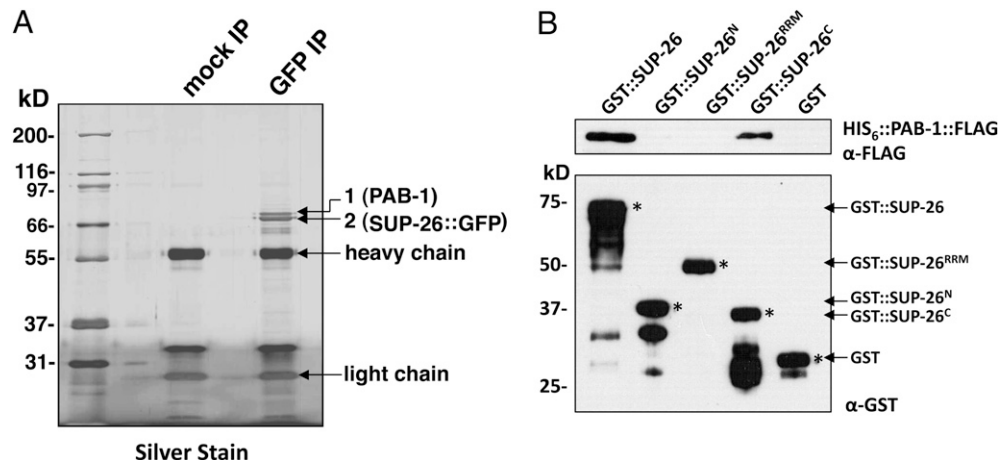 A
mock IP
GFP IP
kD
200-
116-
97-
66-
55-
37-
31-
1 (PAB-1)
2 (SUP-26::GFP)
heavy chain
light chain
Silver Stain
B
GST::SUP-26
GST::SUP-26ᴺ
GST::SUP-26ᴿᴿᴹ
GST::SUP-26ᶜ
GST
HIS₆::PAB-1::FLAG
α-FLAG
kD
75-
50-
37-
25-
*
*
*
*
*
GST::SUP-26
GST::SUP-26ᴿᴿᴹ
GST::SUP-26ᴺ
GST::SUP-26ᶜ
GST
α-GST